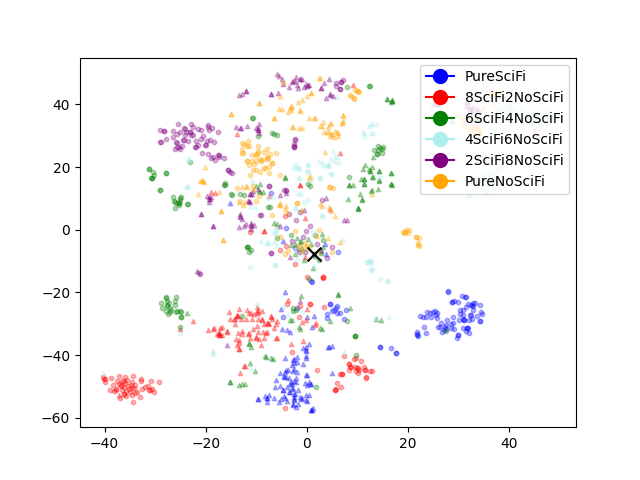 PureSciFi
8SciFi2NoSciFi
6SciFi4NoSciFi
4SciFi6NoSciFi
2SciFi8NoSciFi
PureNoSciFi
40
20
0
−20
−40
−60
−40 −20 0 20 40